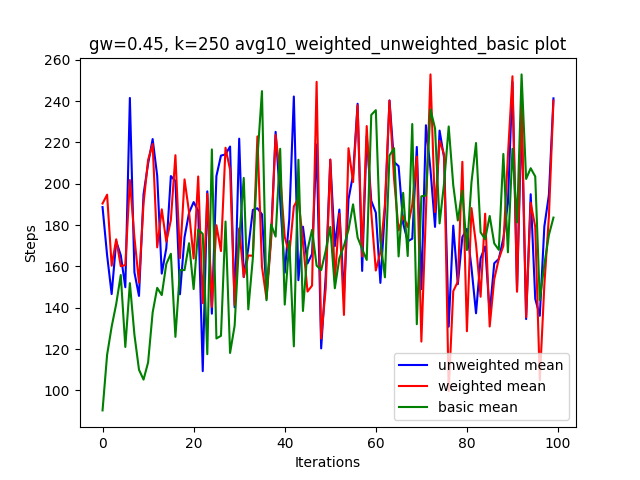 gw=0.45, k=250 avg10_weighted_unweighted_basic plot
260
240
220
200
180
160
140
120
100
Steps
0
20
40
60
80
100
Iterations
unweighted mean
weighted mean
basic mean